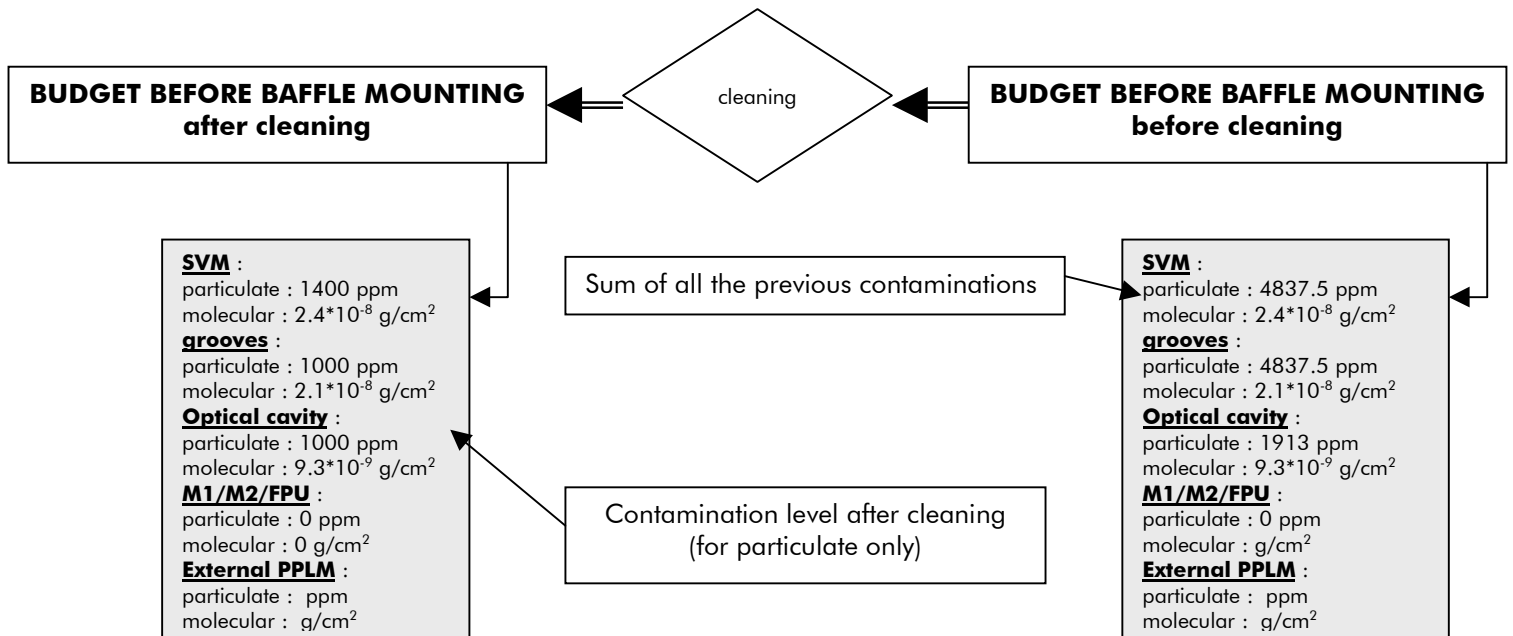 BUDGET BEFORE BAFFLE MOUNTING
after cleaning
cleaning
BUDGET BEFORE BAFFLE MOUNTING
before cleaning
SVM :
particulate : 1400 ppm
molecular : 2.4*10⁻⁸ g/cm²
grooves :
particulate : 1000 ppm
molecular : 2.1*10⁻⁸ g/cm²
Optical cavity :
particulate : 1000 ppm
molecular : 9.3*10⁻⁹ g/cm²
M1/M2/FPU :
particulate : 0 ppm
molecular : 0 g/cm²
External PPLM :
particulate : ppm
molecular : g/cm²
Sum of all the previous contaminations
Contamination level after cleaning
(for particulate only)
SVM :
particulate : 4837.5 ppm
molecular : 2.4*10⁻⁸ g/cm²
grooves :
particulate : 4837.5 ppm
molecular : 2.1*10⁻⁸ g/cm²
Optical cavity :
particulate : 1913 ppm
molecular : 9.3*10⁻⁹ g/cm²
M1/M2/FPU :
particulate : 0 ppm
molecular : g/cm²
External PPLM :
particulate : ppm
molecular : g/cm²